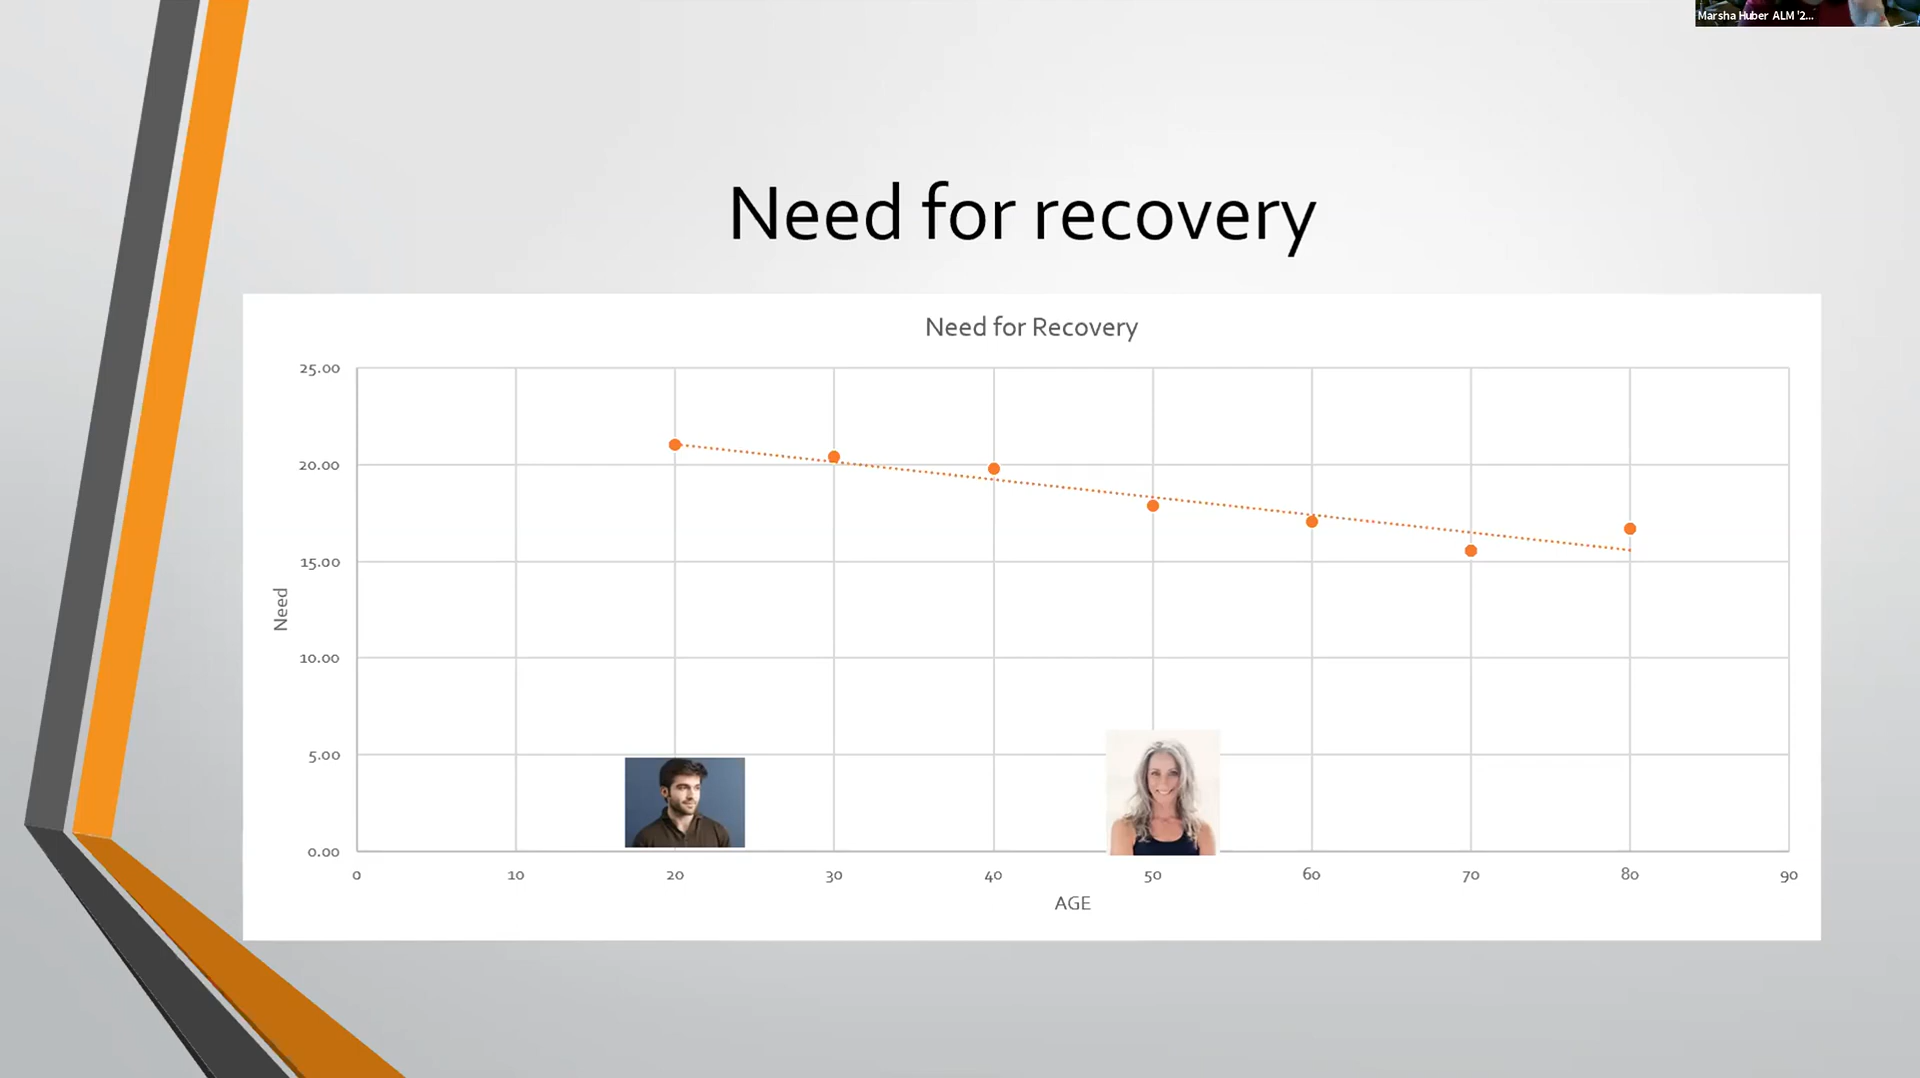 Marsha Huber ALM '2...
Need for recovery
Need for Recovery
25.00
20.00
15.00
10.00
5.00
0.00
Need
0 10 20 30 40 50 60 70 80 90
AGE